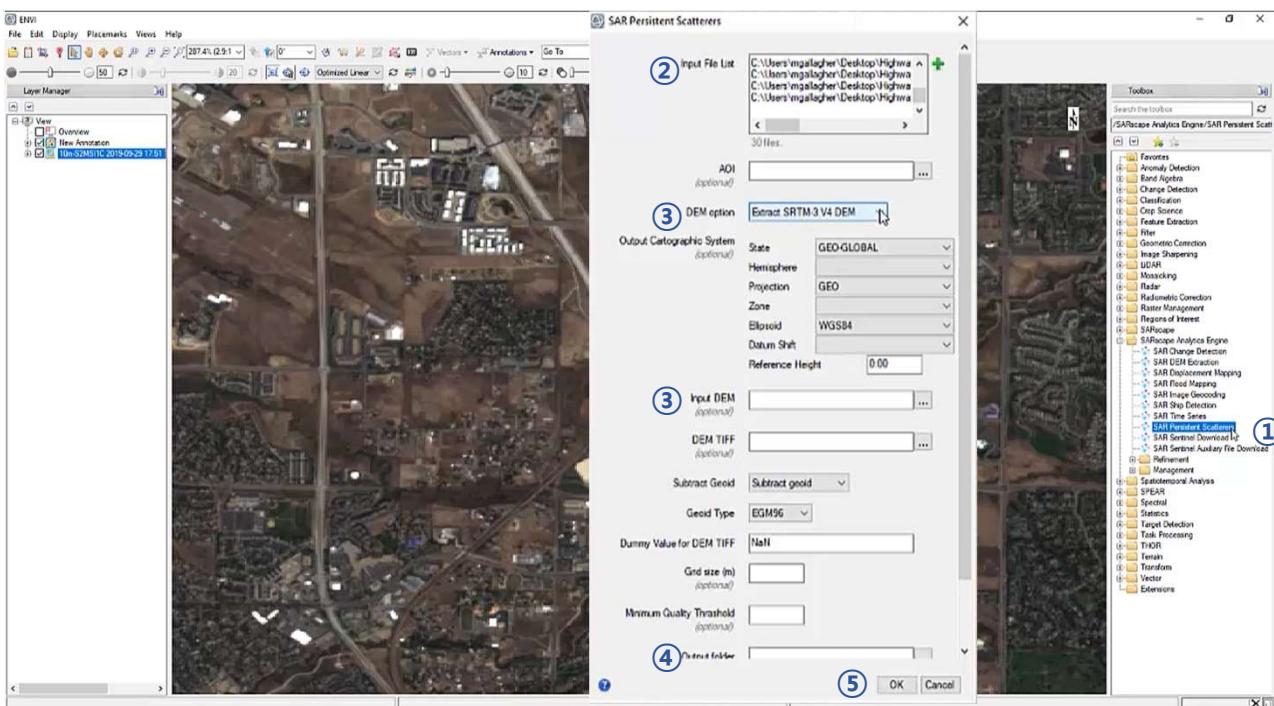 ENVI
File Edit Display Placemarks Views Help
287.4% (2.9:1
0°
Vectors
Annotations
Go To
50
20
Optimized Linear
10
Layer Manager
View
Overview
New Annotation
10m-S2MSI1C 2019-09-29 17:51
SAR Persistent Scatterers
②
Input File List
C:\Users\mgallagher\Desktop\Highwa
C:\Users\mgallagher\Desktop\Highwa
C:\Users\mgallagher\Desktop\Highwa
C:\Users\mgallagher\Desktop\Highwa
30 files.
AOI
(optional)
...
③
DEM option
Extract SRTM-3 V4 DEM
Output Cartographic System
(optional)
State
GEO-GLOBAL
Hemisphere
Projection
GEO
Zone
Ellipsoid
WGS84
Datum Shift
Reference Height
0.00
③
Input DEM
(optional)
...
DEM TIFF
(optional)
...
Subtract Geoid
Subtract geoid
Geoid Type
EGM96
Dummy Value for DEM TIFF
NaN
Grid size (m)
(optional)
Minimum Quality Threshold
(optional)
④
Output folder
⑤
OK
Cancel
N
Toolbox
Search the toolbox
/SARscape Analytics Engine/SAR Persistent Scatt
Favorites
Anomaly Detection
Band Algebra
Change Detection
Classification
Crop Science
Feature Extraction
Filter
Geometric Correction
Image Sharpening
LiDAR
Mosaicking
Radar
Radiometric Correction
Raster Management
Regions of Interest
SARscape
SARscape Analytics Engine
SAR Change Detection
SAR DEM Extraction
SAR Displacement Mapping
SAR Flood Mapping
SAR Image Geocoding
SAR Ship Detection
SAR Time Series
SAR Persistent Scatterers
①
SAR Sentinel Download
SAR Sentinel Auxiliary File Download
Refinement
Management
Spatiotemporal Analysis
SPEAR
Spectral
Statistics
Target Detection
Task Processing
THOR
Terrain
Transform
Vector
Extensions